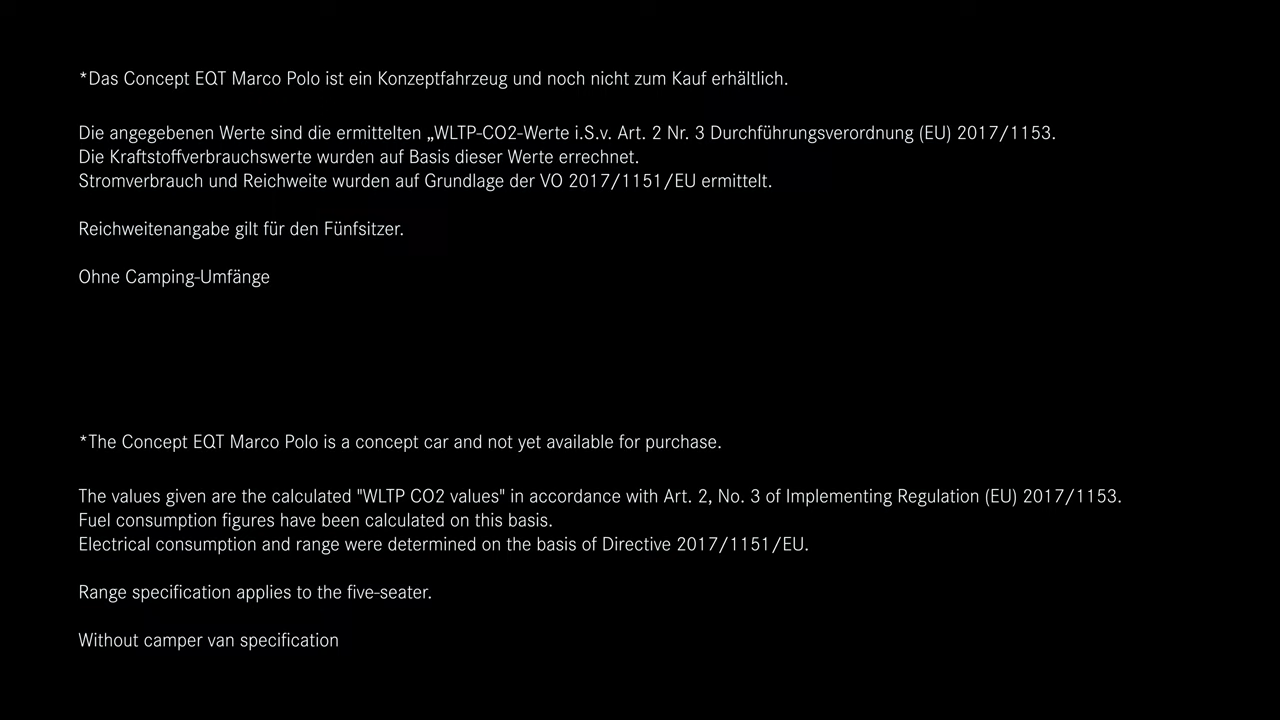 *Das Concept EQT Marco Polo ist ein Konzeptfahrzeug und noch nicht zum Kauf erhältlich.
Die angegebenen Werte sind die ermittelten „WLTP-CO2-Werte i.S.v. Art. 2 Nr. 3 Durchführungsverordnung (EU) 2017/1153.
Die Kraftstoffverbrauchswerte wurden auf Basis dieser Werte errechnet.
Stromverbrauch und Reichweite wurden auf Grundlage der VO 2017/1151/EU ermittelt.
Reichweitenangabe gilt für den Fünfsitzer.
Ohne Camping-Umfänge
*The Concept EQT Marco Polo is a concept car and not yet available for purchase.
The values given are the calculated "WLTP CO2 values" in accordance with Art. 2, No. 3 of Implementing Regulation (EU) 2017/1153.
Fuel consumption figures have been calculated on this basis.
Electrical consumption and range were determined on the basis of Directive 2017/1151/EU.
Range specification applies to the five-seater.
Without camper van specification